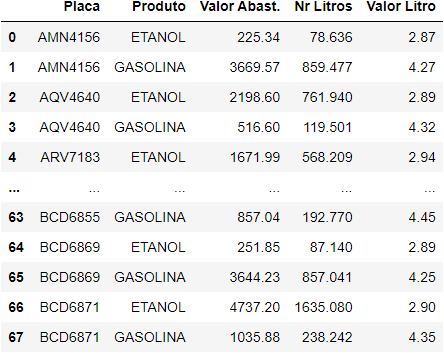 Placa Produto Valor Abast. Nr Litros Valor Litro
0 AMN4156 ETANOL 225.34 78.636 2.87
1 AMN4156 GASOLINA 3669.57 859.477 4.27
2 AQV4640 ETANOL 2198.60 761.940 2.89
3 AQV4640 GASOLINA 516.60 119.501 4.32
4 ARV7183 ETANOL 1671.99 568.209 2.94
... ... ... ... ... ...
63 BCD6855 GASOLINA 857.04 192.770 4.45
64 BCD6869 ETANOL 251.85 87.140 2.89
65 BCD6869 GASOLINA 3644.23 857.041 4.25
66 BCD6871 ETANOL 4737.20 1635.080 2.90
67 BCD6871 GASOLINA 1035.88 238.242 4.35